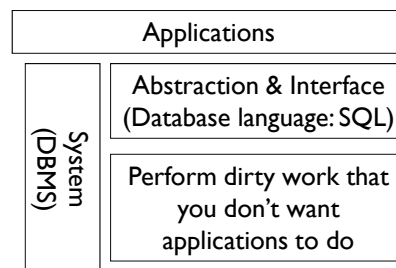 Applications
System
(DBMS)
Abstraction & Interface
(Database language: SQL)
Perform dirty work that
you don't want
applications to do